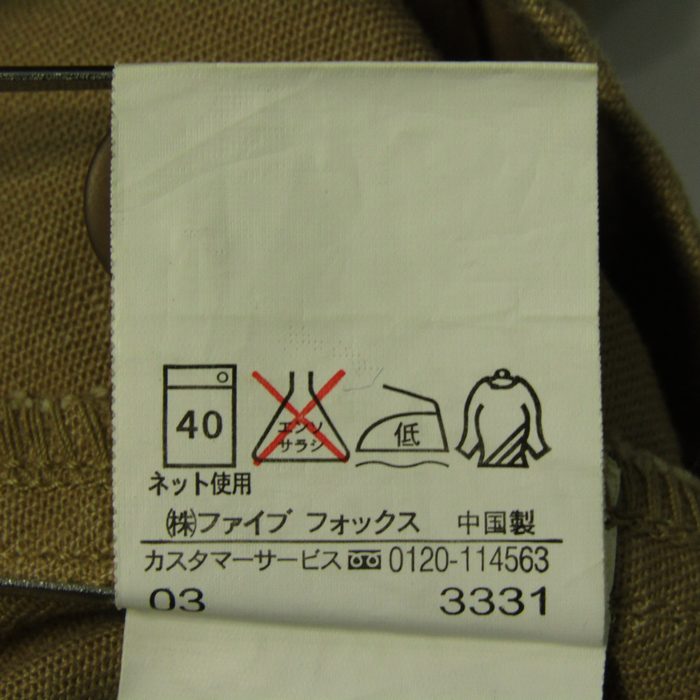 40
エンソ
サラシ
低
ネット使用
㈱ファイブ フォックス 中国製
カスタマーサービス 0120-114563
03 3331